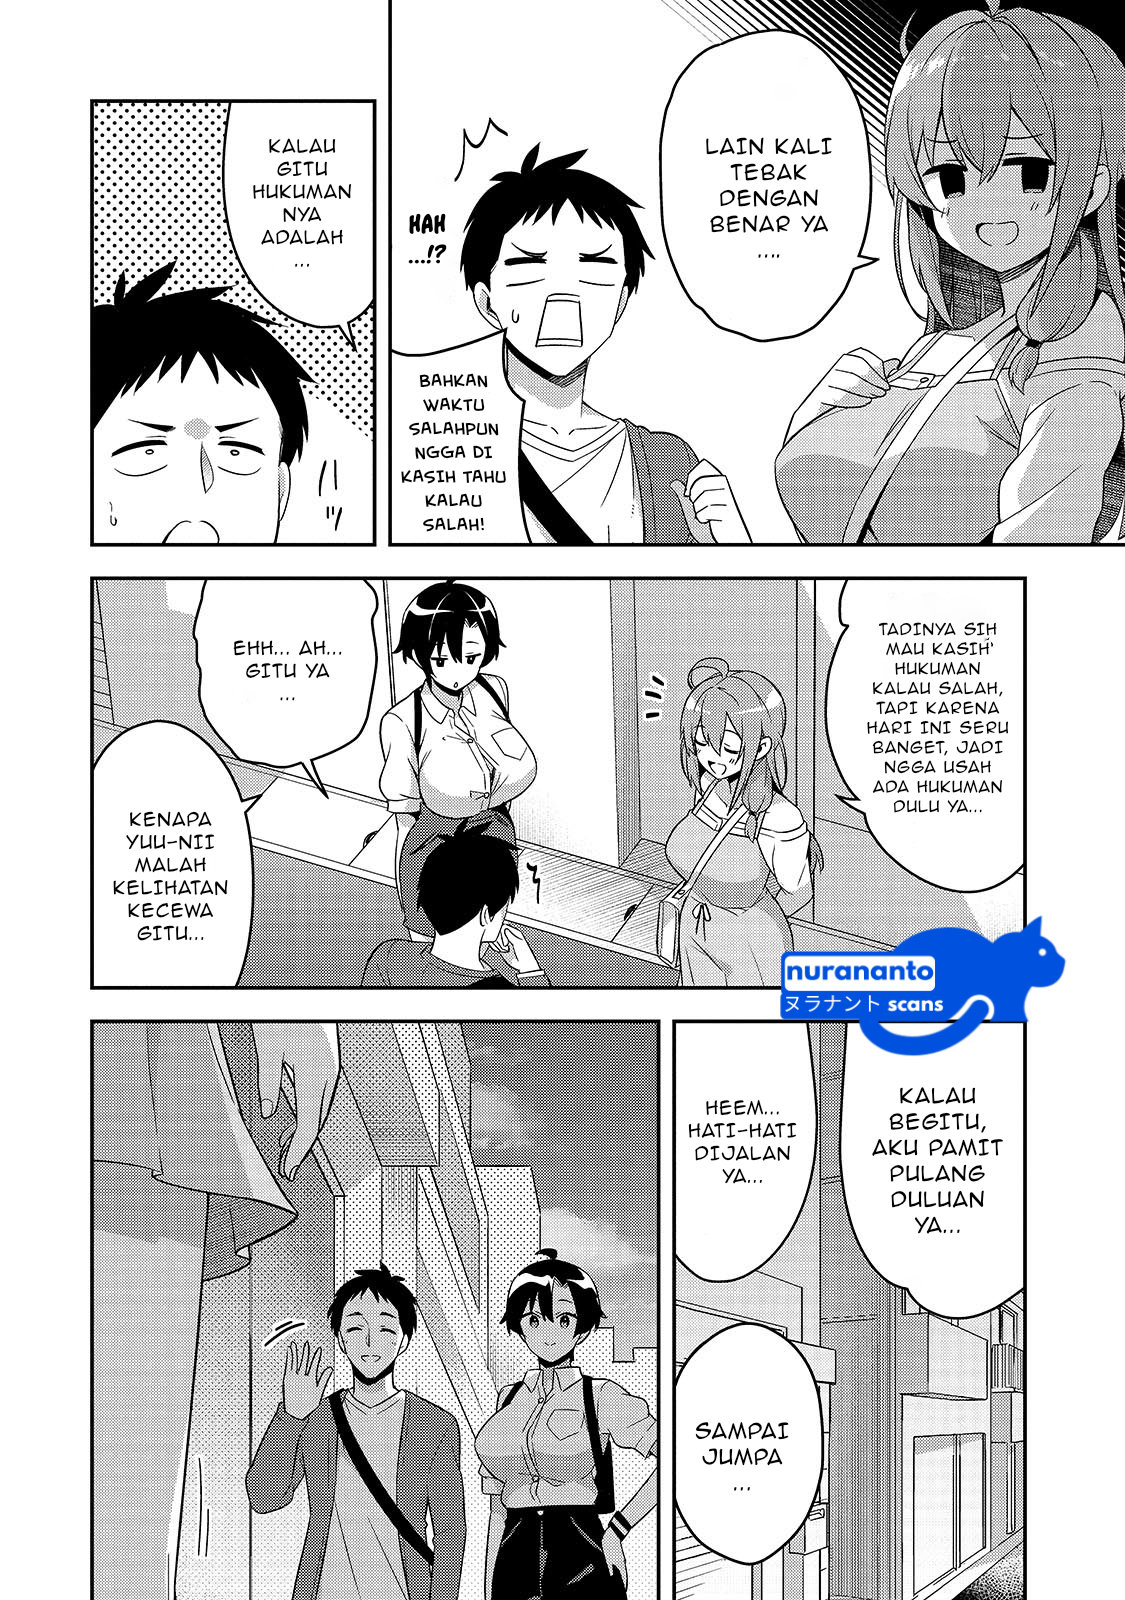 LAIN KALI
TEBAK
DENGAN
BENAR YA
....
HAH
....!?
BAHKAN
WAKTU
SALAHPUN
NGGA DI
KASIH TAHU
KALAU
SALAH!
KALAU
GITU
HUKUMAN
NYA
ADALAH
...
TADINYA SIH
MAU KASIH
HUKUMAN
KALAU SALAH,
TAPI KARENA
HARI INI SERU
BANGET, JADI
NGGA USAH
ADA HUKUMAN
DULU YA...
EHH... AH...
GITU YA
...
KENAPA
YUU-NII
MALAH
KELIHATAN
KECEWA
GITU...
nurananto
ヌラナント scans
KALAU
BEGITU,
AKU PAMIT
PULANG
DULUAN
YA...
HEEM...
HATI-HATI
DIJALAN
YA...
SAMPAI
JUMPA
...